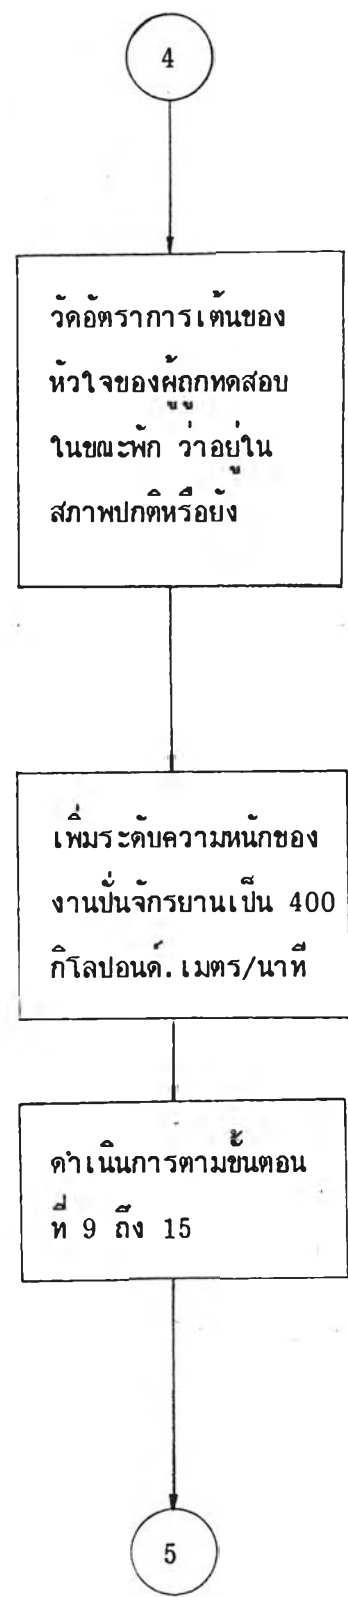 4
วัดอัตราการเต้นของ
หัวใจของผู้ถูกทดสอบ
ในขณะพัก ว่าอยู่ใน
สภาพปกติหรือยัง
เพิ่มระดับความหนักของ
งานปั่นจักรยานเป็น 400
กิโลปอนด์.เมตร/นาที
ดำเนินการตามขั้นตอน
ที่ 9 ถึง 15
5